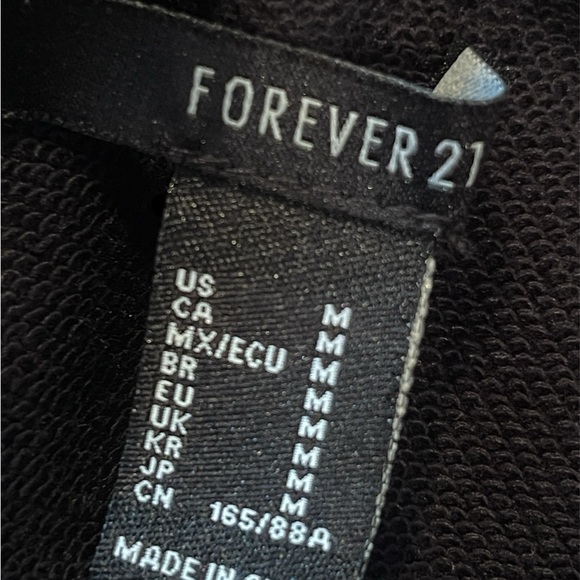 FOREVER 21
US M
CA M
MX/ECU M
BR M
EU M
UK M
KR M
JP M
CN 165/88A
MADE IN